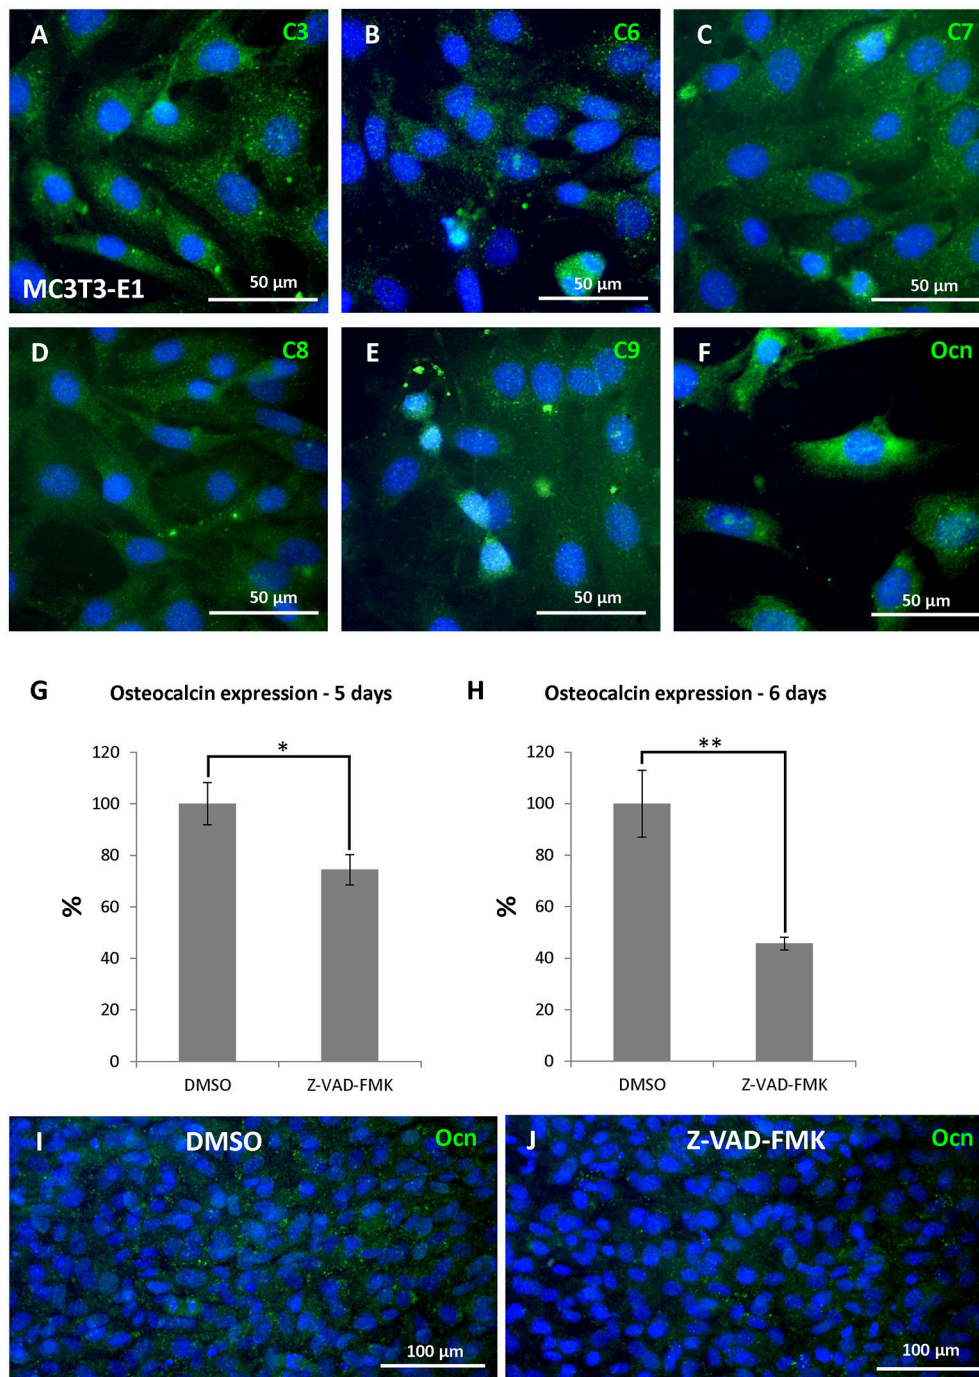 A C3
B C6
C C7
MC3T3-E1
50 µm
50 µm
50 µm
D C8
E C9
F Ocn
50 µm
50 µm
50 µm
G Osteocalcin expression - 5 days
120
100
80
60
40
20
0
%
*
DMSO Z-VAD-FMK
H Osteocalcin expression - 6 days
120
100
80
60
40
20
0
%
**
DMSO Z-VAD-FMK
I DMSO Ocn
100 µm
J Z-VAD-FMK Ocn
100 µm